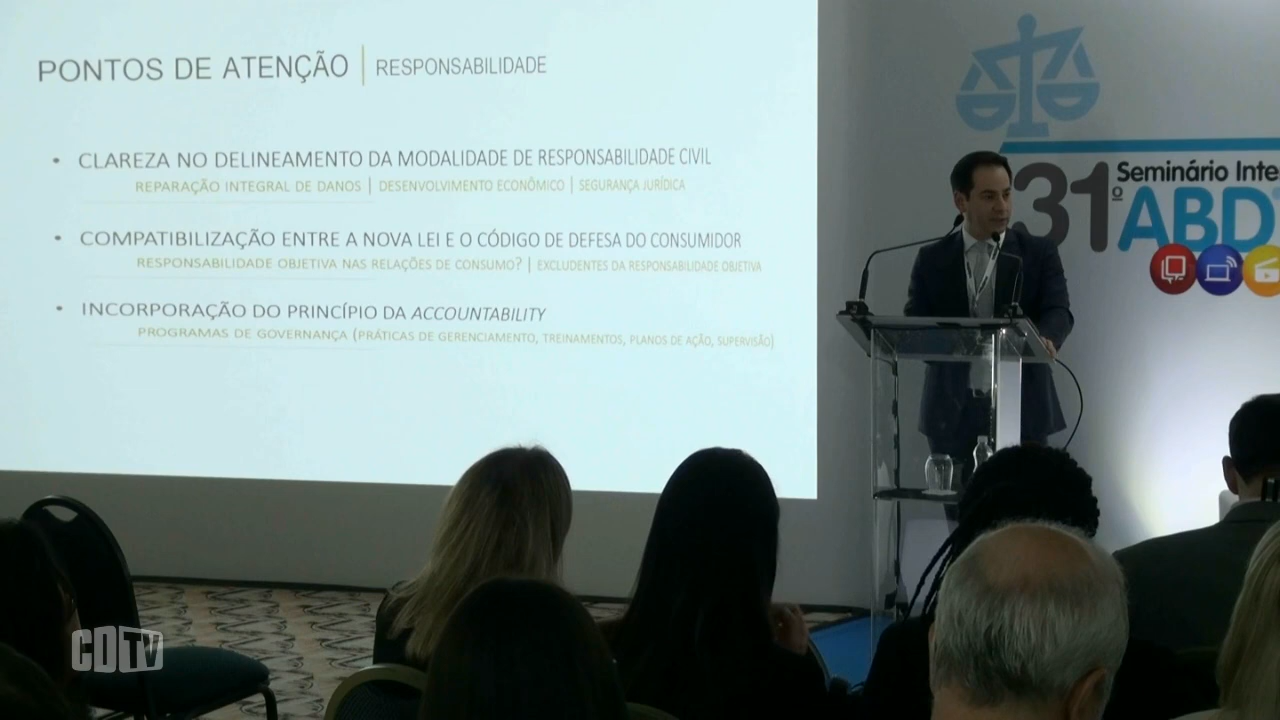 PONTOS DE ATENÇÃO | RESPONSABILIDADE
• CLAREZA NO DELINEAMENTO DA MODALIDADE DE RESPONSABILIDADE CIVIL
REPARAÇÃO INTEGRAL DE DANOS | DESENVOLVIMENTO ECONÔMICO | SEGURANÇA JURÍDICA
• COMPATIBILIZAÇÃO ENTRE A NOVA LEI E O CÓDIGO DE DEFESA DO CONSUMIDOR
RESPONSABILIDADE OBJETIVA NAS RELAÇÕES DE CONSUMO? | EXCLUDENTES DA RESPONSABILIDADE OBJETIVA
• INCORPORAÇÃO DO PRINCÍPIO DA ACCOUNTABILITY
PROGRAMAS DE GOVERNANÇA (PRÁTICAS DE GERENCIAMENTO, TREINAMENTOS, PLANOS DE AÇÃO, SUPERVISÃO)
31º Seminário Inte
ABD
CDTV